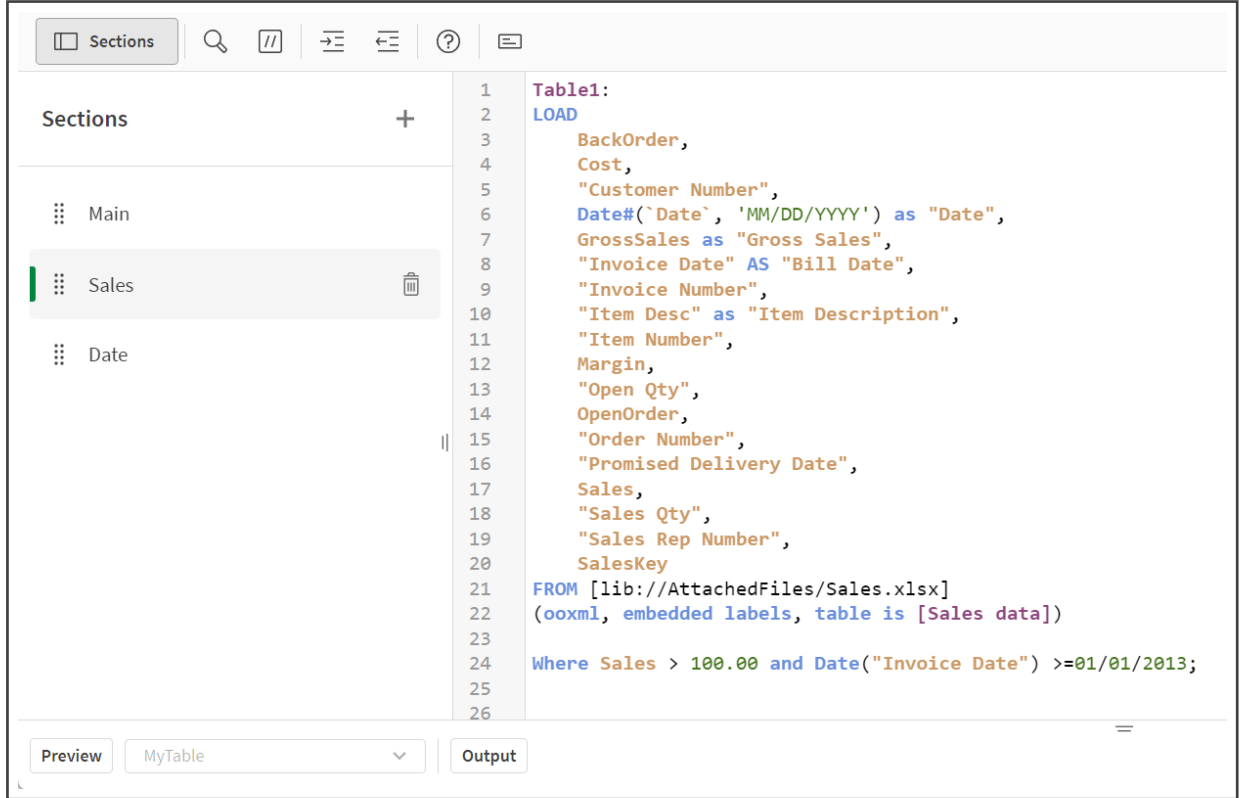 Sections
//
?
Sections
+
Main
Sales
Date
1 Table1:
2 LOAD
3     BackOrder,
4     Cost,
5     "Customer Number",
6     Date#(`Date`, 'MM/DD/YYYY') as "Date",
7     GrossSales as "Gross Sales",
8     "Invoice Date" AS "Bill Date",
9     "Invoice Number",
10     "Item Desc" as "Item Description",
11     "Item Number",
12     Margin,
13     "Open Qty",
14     OpenOrder,
15     "Order Number",
16     "Promised Delivery Date",
17     Sales,
18     "Sales Qty",
19     "Sales Rep Number",
20     SalesKey
21 FROM [lib://AttachedFiles/Sales.xlsx]
22 (ooxml, embedded labels, table is [Sales data])
23
24 Where Sales > 100.00 and Date("Invoice Date") >=01/01/2013;
25
26
Preview MyTable Output